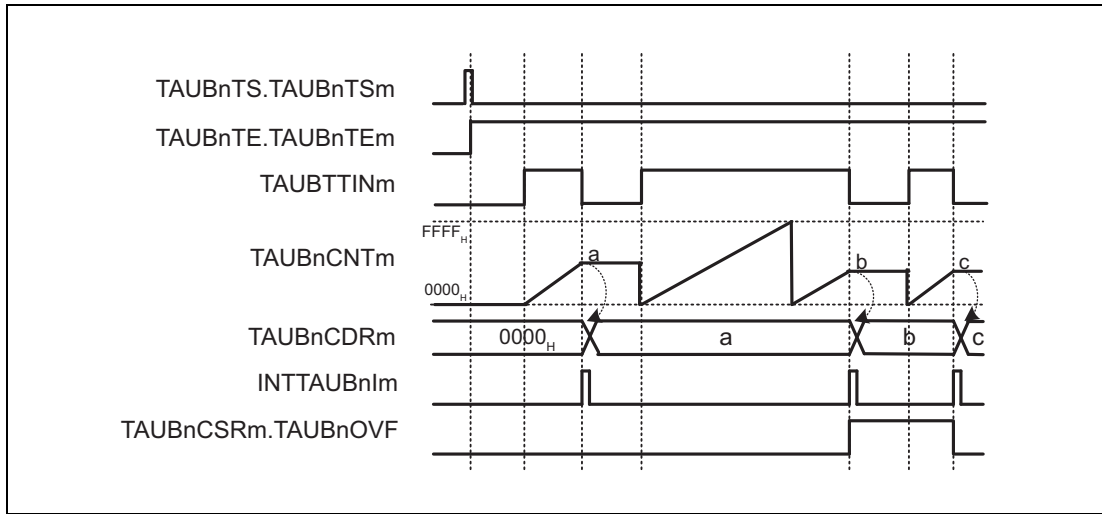 TAUBnTS.TAUBnTSm
TAUBnTE.TAUBnTEm
TAUBTTINm
FFFFH
TAUBnCNTm
a
b
c
0000H
TAUBnCDRm
0000H
a
b
c
INTTAUBnIm
TAUBnCSRm.TAUBnOVF